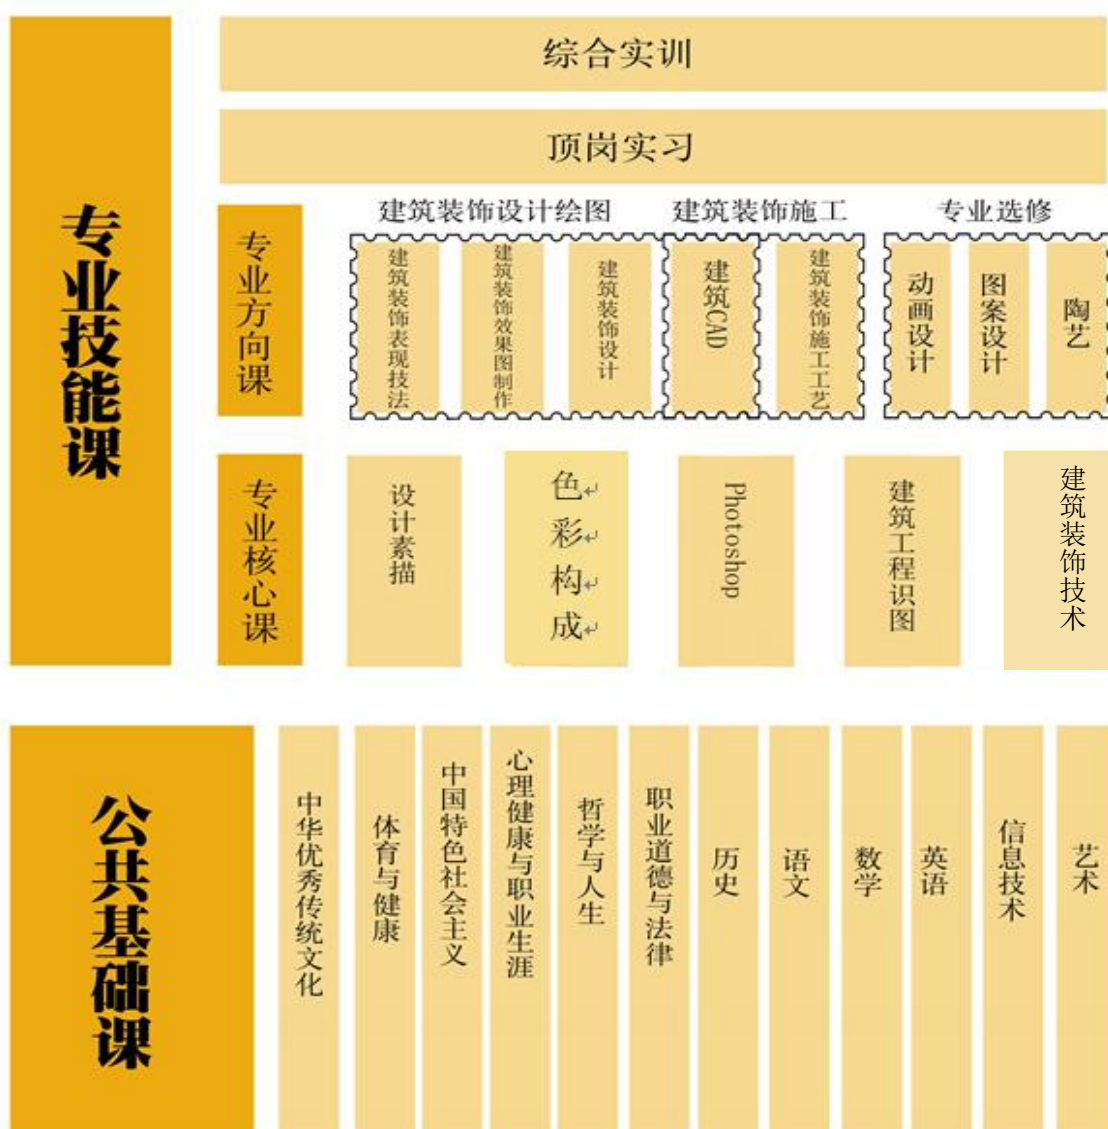 专业技能课
综合实训
顶岗实习
专业方向课
建筑装饰设计绘图
建筑装饰表现技法
建筑装饰效果图制作
建筑装饰设计
建筑装饰施工
建筑CAD
建筑装饰施工工艺
专业选修
动画设计
图案设计
陶艺
专业核心课
设计素描
色彩构成
Photoshop
建筑工程识图
建筑装饰技术
公共基础课
中华优秀传统文化
体育与健康
中国特色社会主义
心理健康与职业生涯
哲学与人生
职业道德与法律
历史
语文
数学
英语
信息技术
艺术